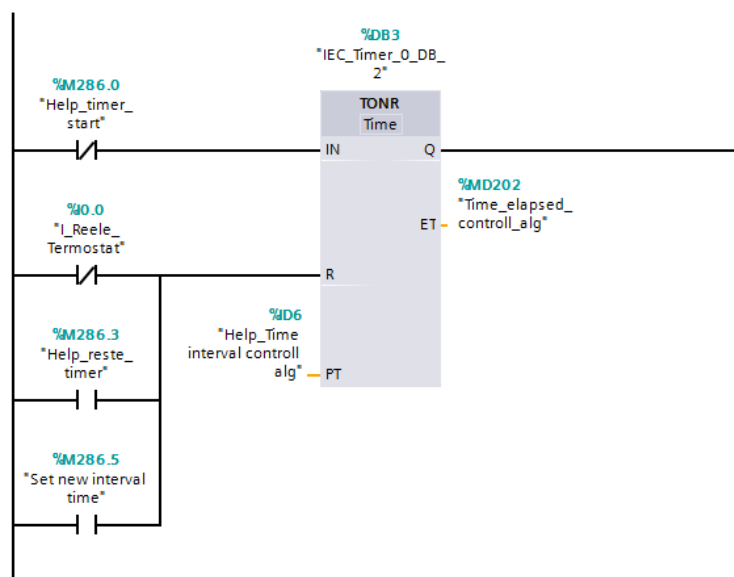 %DB3
"IEC_Timer_0_DB_
2"
TONR
Time
%M286.0
"Help_timer_
start"
IN
Q
%I0.0
"I_Reele_
Termostat"
%MD202
"Time_elapsed_
controll_alg"
ET
R
%M286.3
"Help_reste_
timer"
%ID6
"Help_Time
interval controll
alg"
PT
%M286.5
"Set new interval
time"